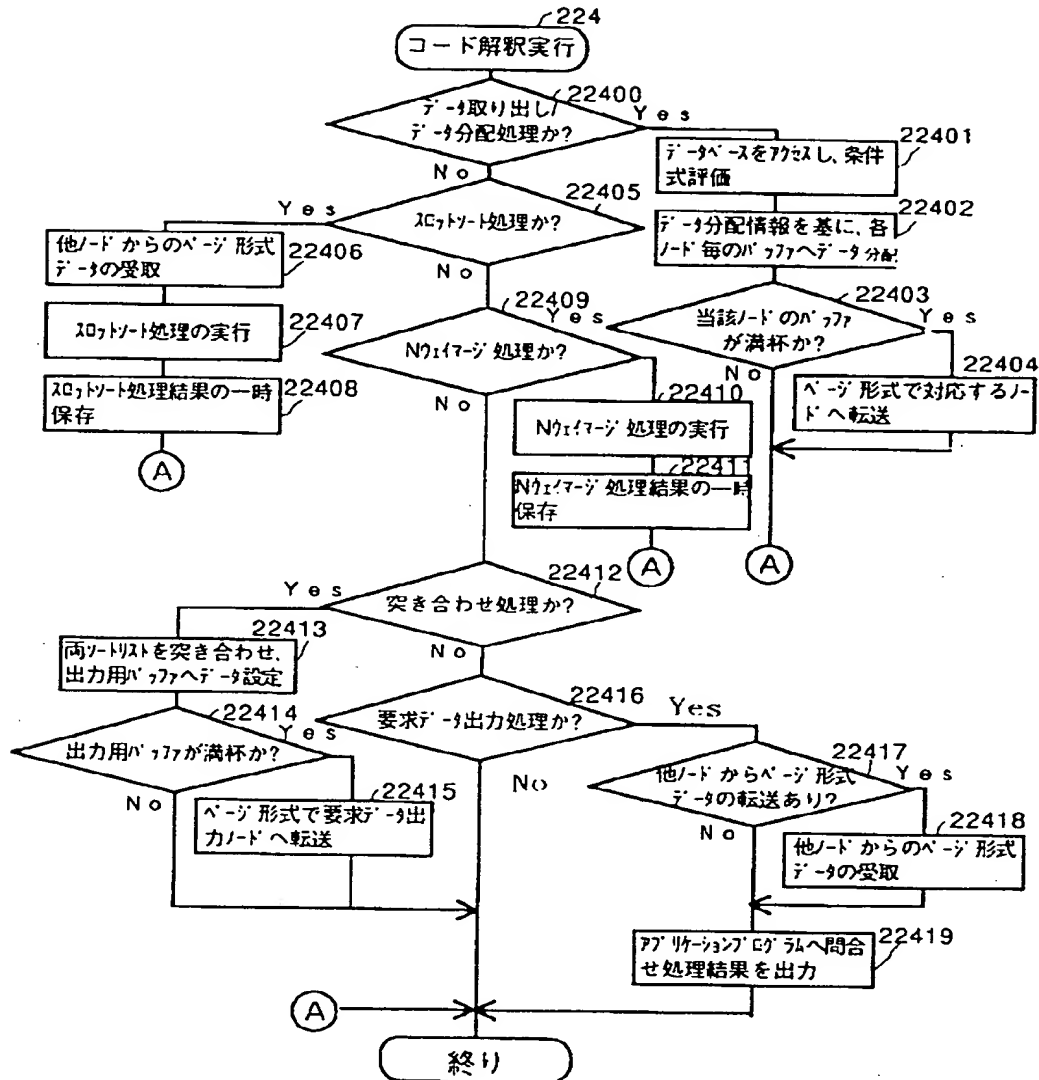 224
コード解釈実行
22400
データ取り出し/
データ分配処理か?
Yes
No
22401
データベースをアクセスし、条件
式評価
22402
データ分配情報を基に、各
ノード毎のバッファへデータ分配
22403
当該ノードのバッファ
が満杯か?
Yes
No
22404
ページ形式で対応するノー
ドへ転送
A
22405
スロットソート処理か?
Yes
No
22406
他ノードからのページ形式
データの受取
22407
スロットソート処理の実行
22408
スロットソート処理結果の一時
保存
A
22409
Nウェイマージ処理か?
Yes
No
22410
Nウェイマージ処理の実行
22411
Nウェイマージ処理結果の一時
保存
A
22412
突き合わせ処理か?
Yes
No
22413
両ソートリストを突き合わせ、
出力用バッファへデータ設定
22414
出力用バッファが満杯か?
Yes
No
22415
ページ形式で要求データ出
力ノードへ転送
22416
要求データ出力処理か?
Yes
No
22417
他ノードからページ形式
データの転送あり?
Yes
No
22418
他ノードからのページ形式
データの受取
22419
アプリケーションプログラムへ問合
せ処理結果を出力
A
終り